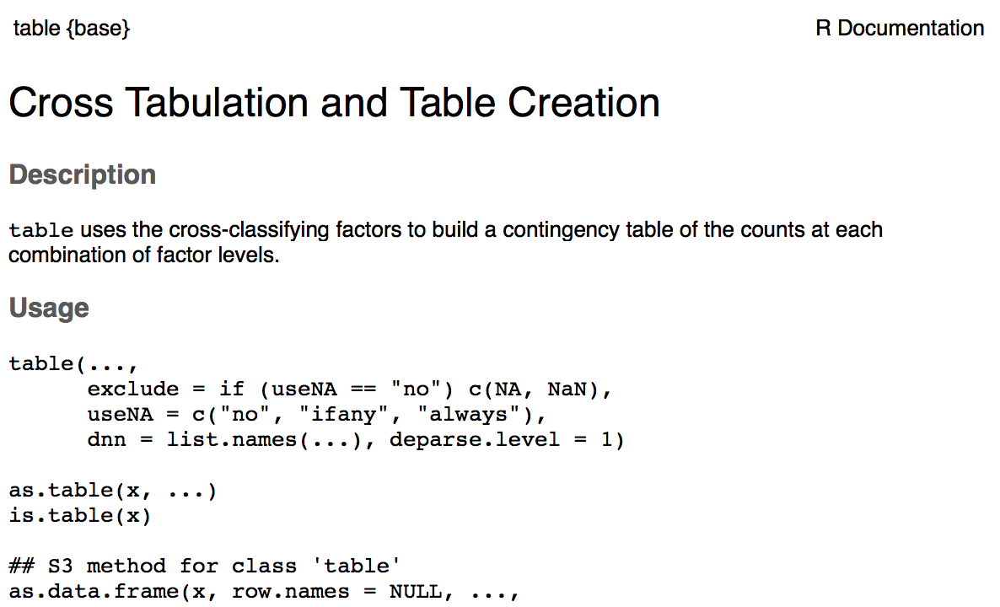 table {base}
R Documentation
Cross Tabulation and Table Creation
Description
table uses the cross-classifying factors to build a contingency table of the counts at each
combination of factor levels.
Usage
table(...,
      exclude = if (useNA == "no") c(NA, NaN),
      useNA = c("no", "ifany", "always"),
      dnn = list.names(...), deparse.level = 1)
as.table(x, ...)
is.table(x)
## S3 method for class 'table'
as.data.frame(x, row.names = NULL, ...,